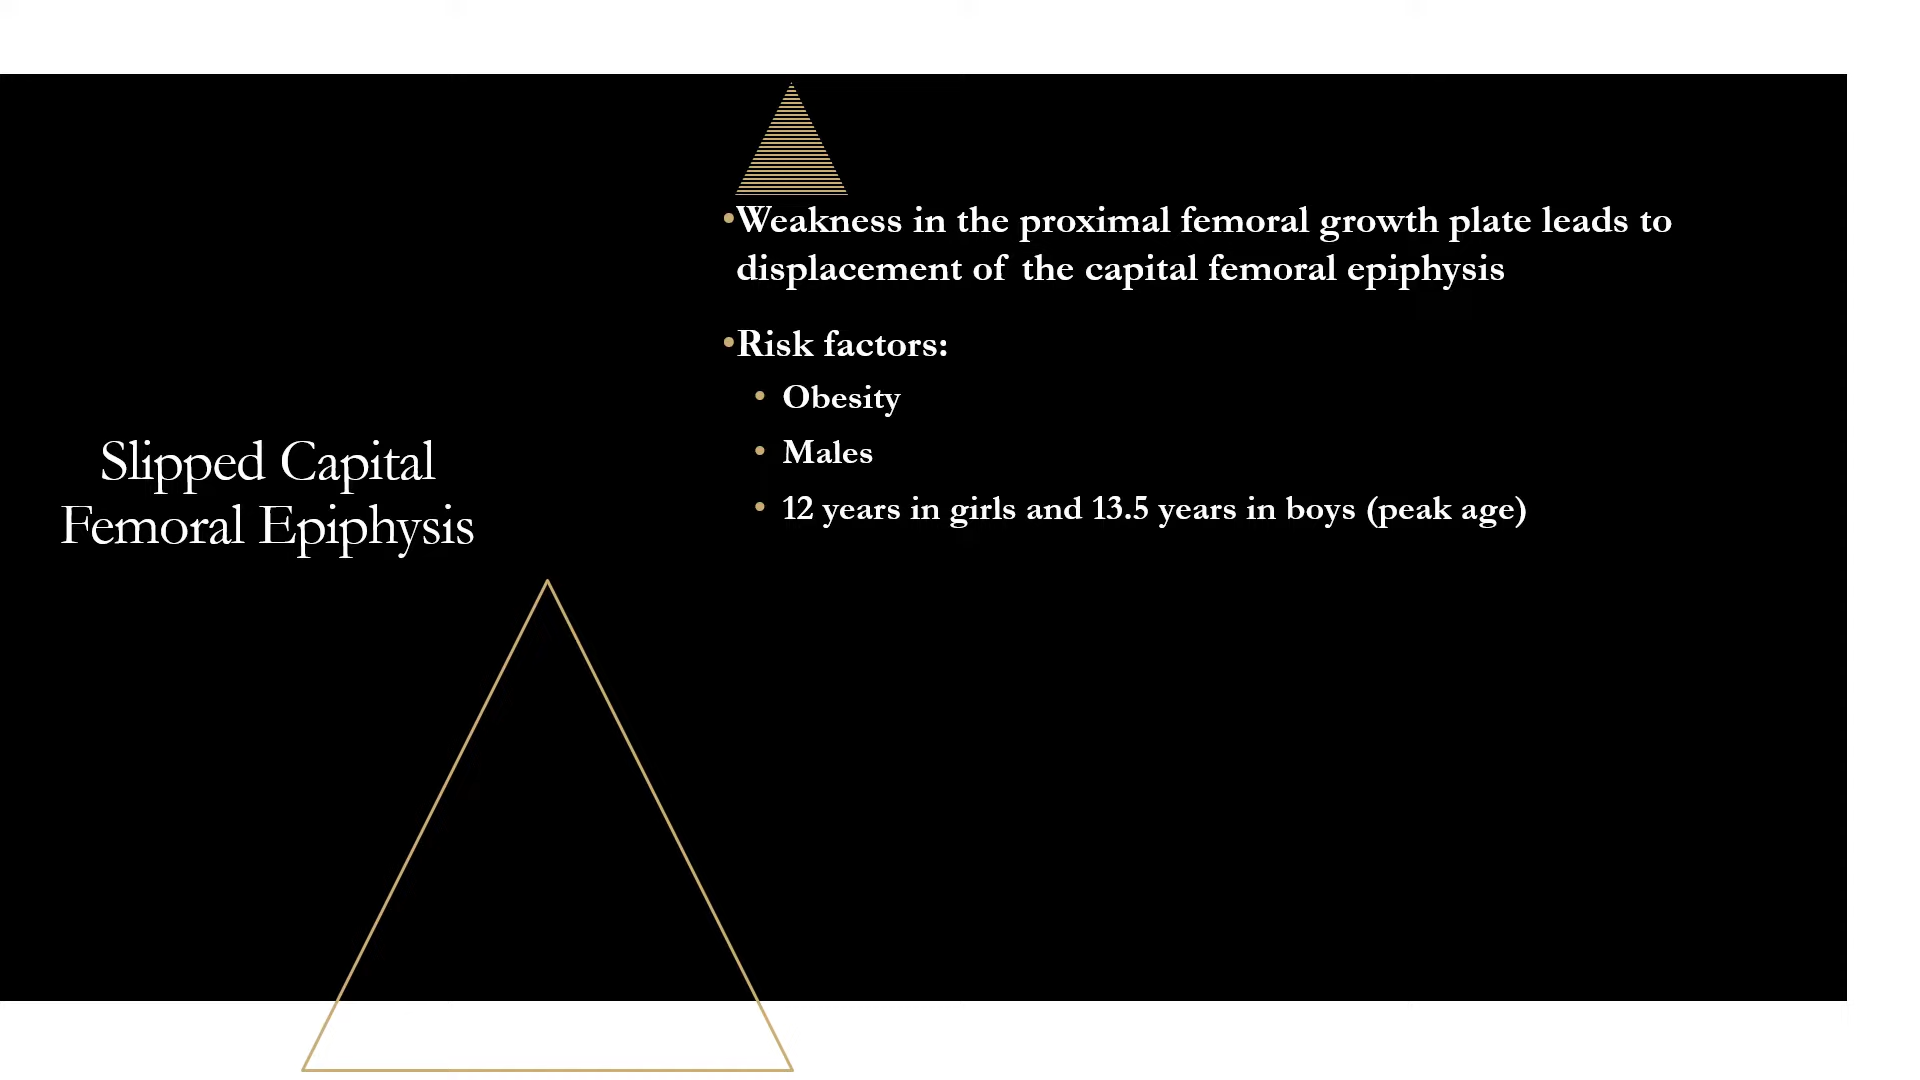 Slipped Capital
Femoral Epiphysis
•Weakness in the proximal femoral growth plate leads to
displacement of the capital femoral epiphysis
•Risk factors:
• Obesity
• Males
• 12 years in girls and 13.5 years in boys (peak age)